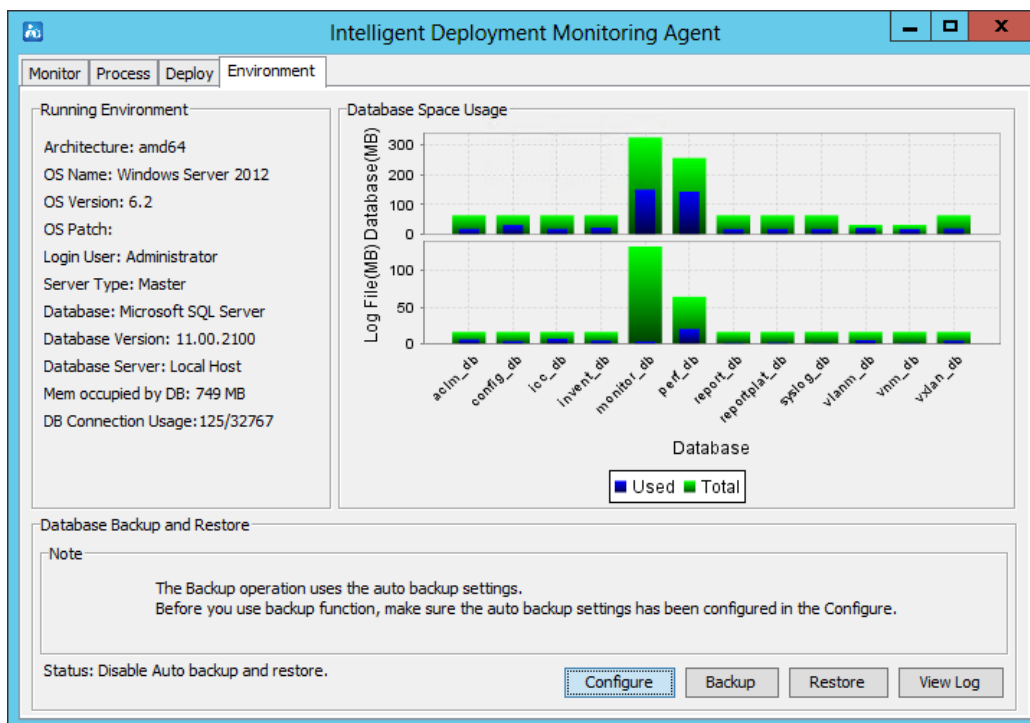 Intelligent Deployment Monitoring Agent
Monitor Process Deploy Environment
Running Environment
Architecture: amd64
OS Name: Windows Server 2012
OS Version: 6.2
OS Patch:
Login User: Administrator
Server Type: Master
Database: Microsoft SQL Server
Database Version: 11.00.2100
Database Server: Local Host
Mem occupied by DB: 749 MB
DB Connection Usage:125/32767
Database Space Usage
Database(MB)
300
200
100
0
Log File(MB)
100
50
0
aclm_db config_db icc_db invent_db monitor_db perf_db report_db reportplat_db syslog_db vlanm_db vnm_db vxlan_db
Database
Used Total
Database Backup and Restore
Note
The Backup operation uses the auto backup settings.
Before you use backup function, make sure the auto backup settings has been configured in the Configure.
Status: Disable Auto backup and restore.
Configure Backup Restore View Log